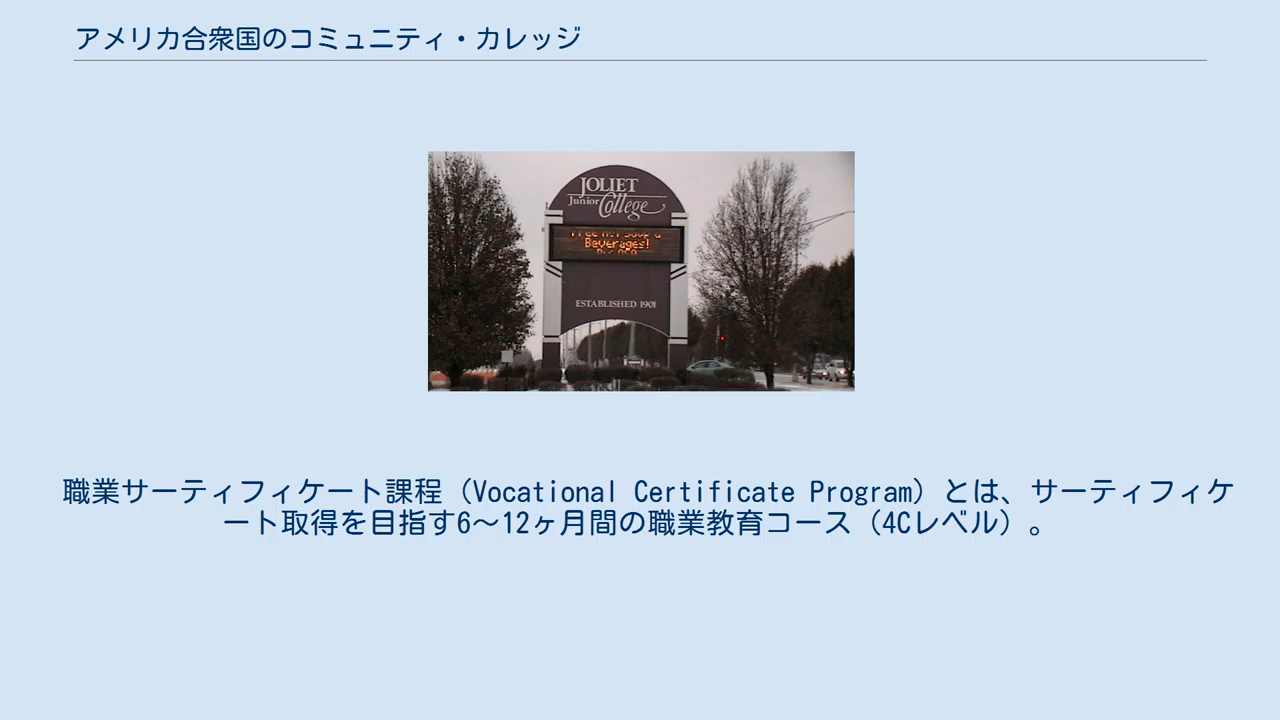 アメリカ合衆国のコミュニティ・カレッジ
JOLIET
Junior College
Beverages!
ESTABLISHED 1901
職業サーティフィケート課程（Vocational Certificate Program）とは、サーティフィケ
ート取得を目指す6～12ヶ月間の職業教育コース（4Cレベル）。